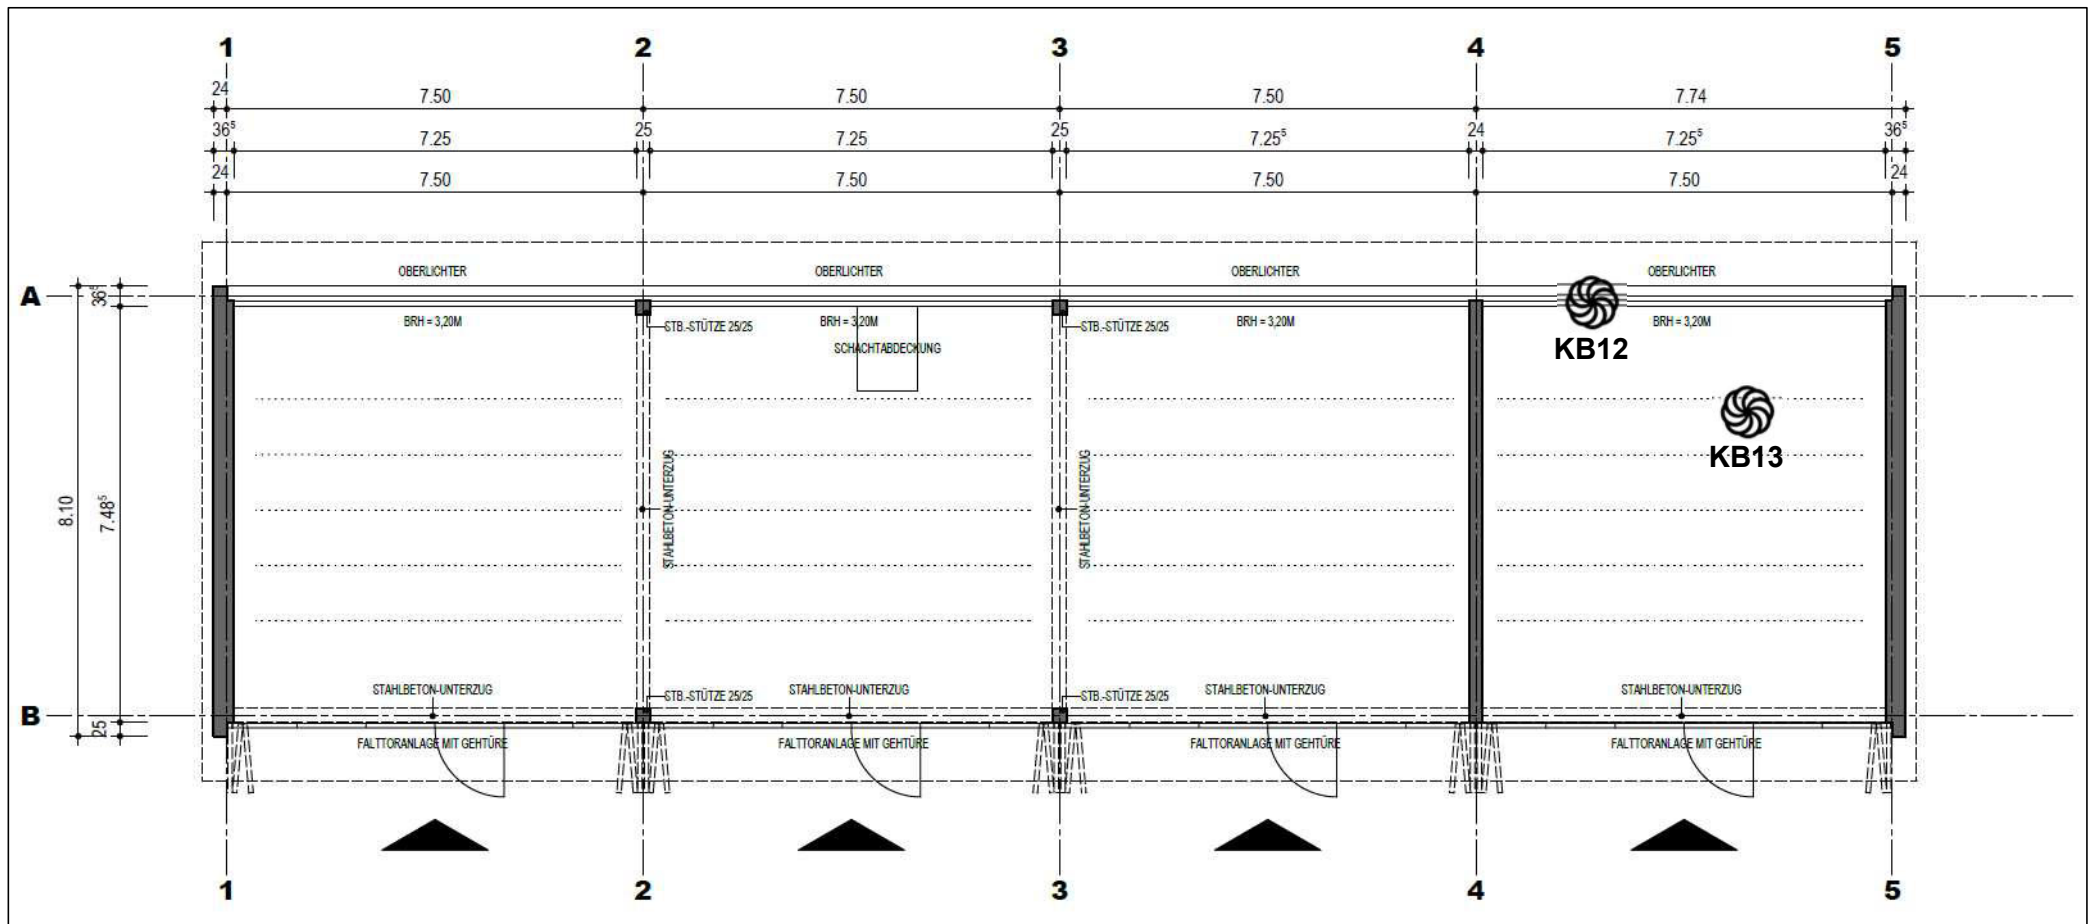 1 2 3 4 5
24 7.50 7.50 7.50 7.74
36⁵ 7.25 25 7.25 25 7.25⁵ 24 7.25⁵ 36⁵
24 7.50 7.50 7.50 7.50 24
OBERLICHTER OBERLICHTER OBERLICHTER OBERLICHTER
A 36⁵
BRH = 3,20M BRH = 3,20M BRH = 3,20M BRH = 3,20M
STB.-STÜTZE 25/25 STB.-STÜTZE 25/25
SCHACHTABDECKUNG
KB12
KB13
8.10 7.48⁵
STAHLBETON-UNTERZUG STAHLBETON-UNTERZUG
STAHLBETON-UNTERZUG STAHLBETON-UNTERZUG STAHLBETON-UNTERZUG STAHLBETON-UNTERZUG
STB.-STÜTZE 25/25 STB.-STÜTZE 25/25
B 25
FALTTORANLAGE MIT GEHTÜRE FALTTORANLAGE MIT GEHTÜRE FALTTORANLAGE MIT GEHTÜRE FALTTORANLAGE MIT GEHTÜRE
1 2 3 4 5